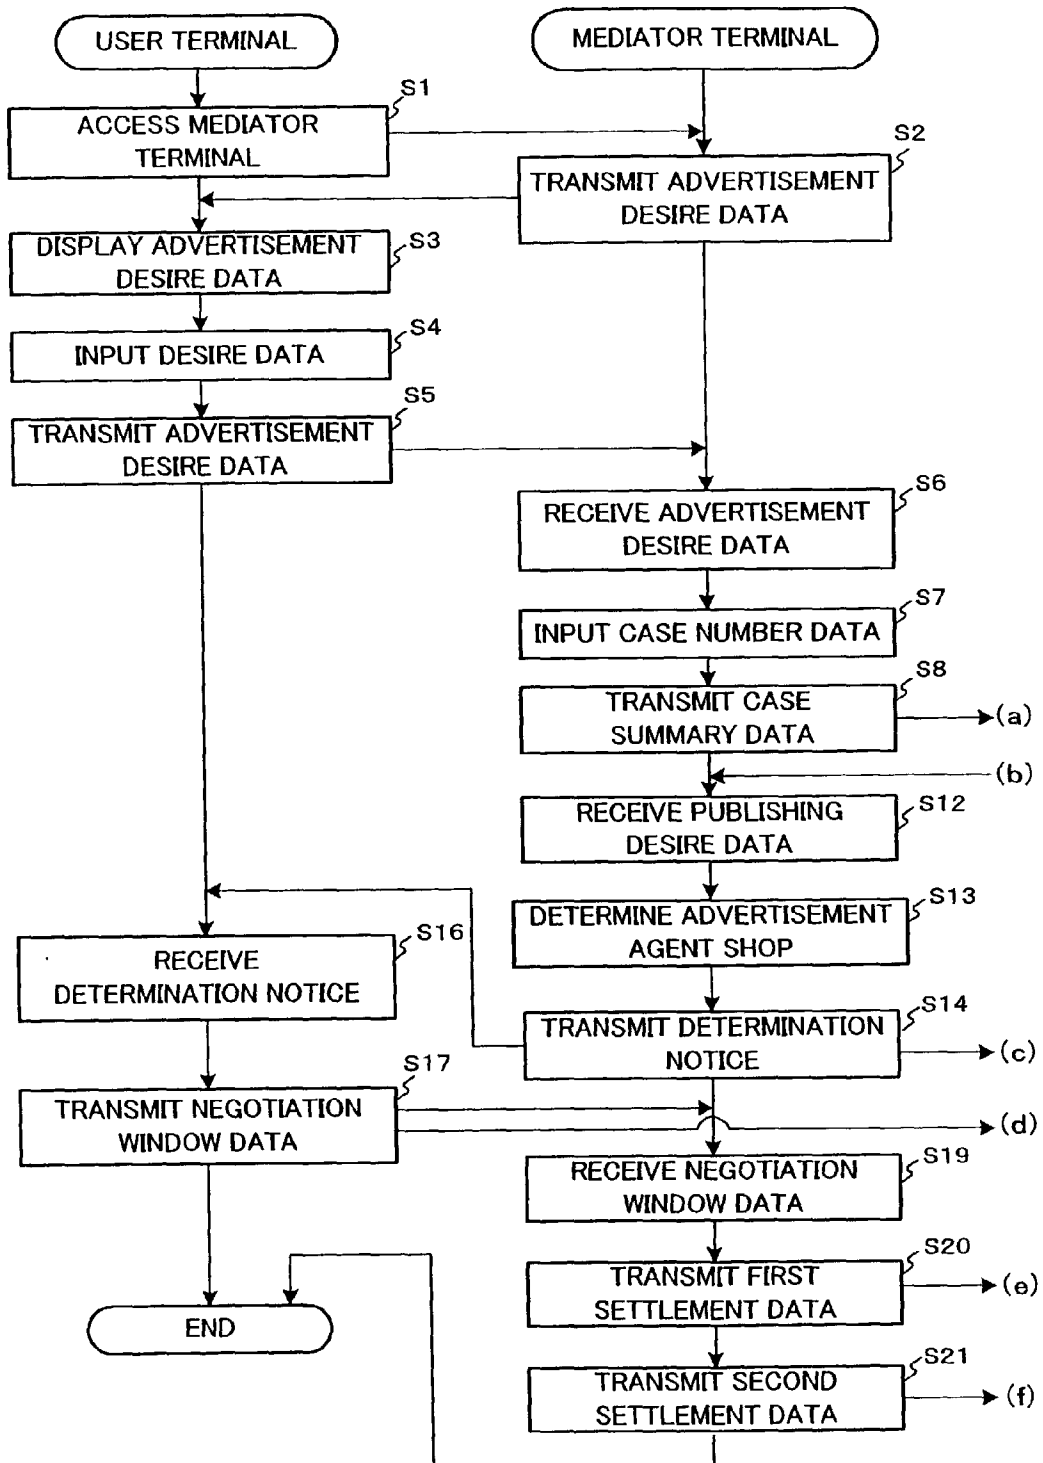 USER TERMINAL
MEDIATOR TERMINAL
S1
ACCESS MEDIATOR
TERMINAL
S2
TRANSMIT ADVERTISEMENT
DESIRE DATA
S3
DISPLAY ADVERTISEMENT
DESIRE DATA
S4
INPUT DESIRE DATA
S5
TRANSMIT ADVERTISEMENT
DESIRE DATA
S6
RECEIVE ADVERTISEMENT
DESIRE DATA
S7
INPUT CASE NUMBER DATA
S8
TRANSMIT CASE
SUMMARY DATA
(a)
(b)
S12
RECEIVE PUBLISHING
DESIRE DATA
S13
DETERMINE ADVERTISEMENT
AGENT SHOP
S16
RECEIVE
DETERMINATION NOTICE
S14
TRANSMIT DETERMINATION
NOTICE
(c)
S17
TRANSMIT NEGOTIATION
WINDOW DATA
(d)
S19
RECEIVE NEGOTIATION
WINDOW DATA
S20
TRANSMIT FIRST
SETTLEMENT DATA
(e)
END
S21
TRANSMIT SECOND
SETTLEMENT DATA
(f)